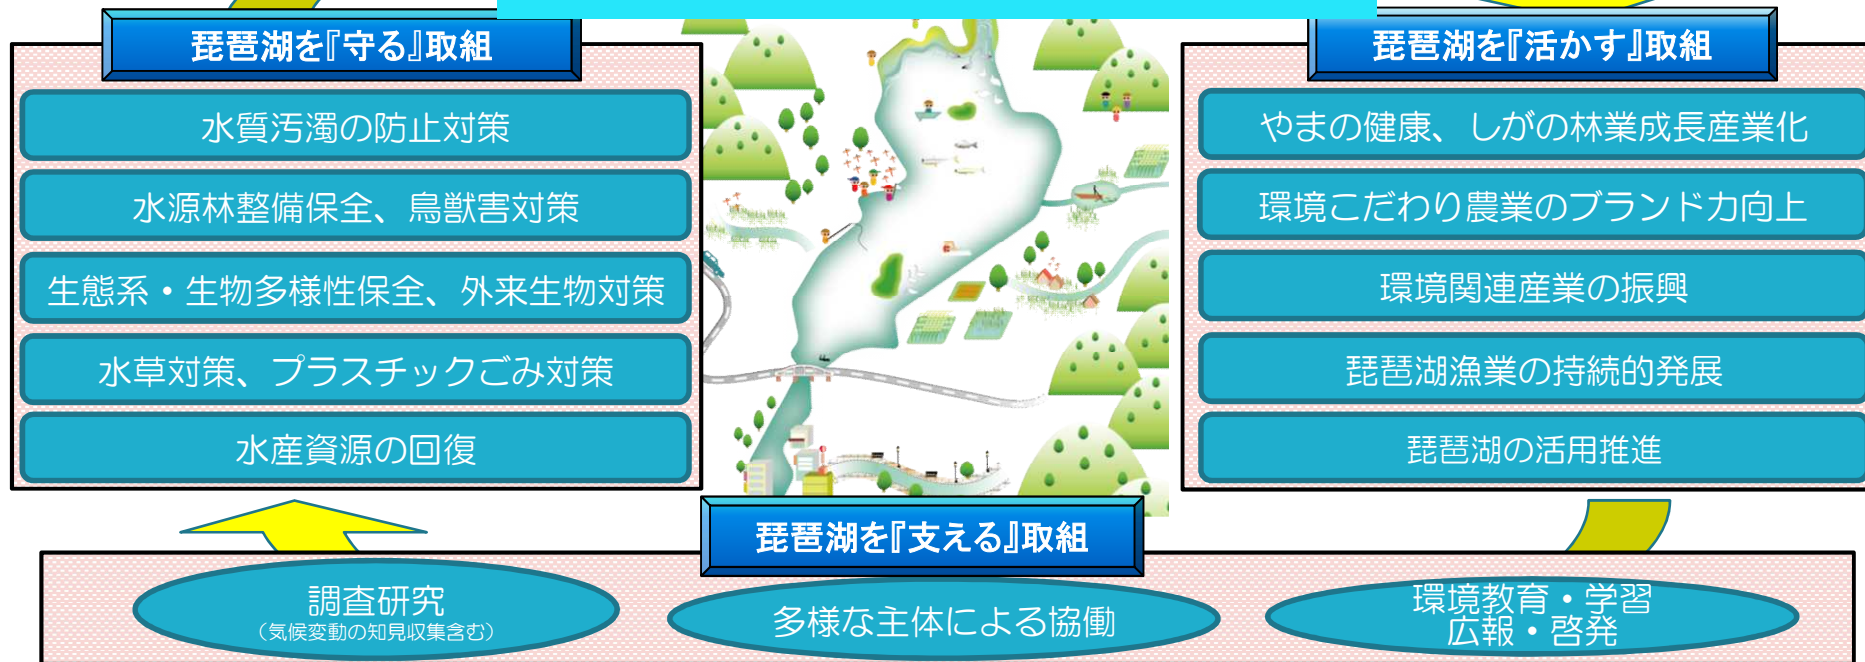 琵琶湖を『守る』取組
水質汚濁の防止対策
水源林整備保全、鳥獣害対策
生態系・生物多様性保全、外来生物対策
水草対策、プラスチックごみ対策
水産資源の回復
琵琶湖を『活かす』取組
やまの健康、しがの林業成長産業化
環境こだわり農業のブランド力向上
環境関連産業の振興
琵琶湖漁業の持続的発展
琵琶湖の活用推進
琵琶湖を『支える』取組
調査研究
（気候変動の知見収集含む）
多様な主体による協働
環境教育・学習
広報・啓発